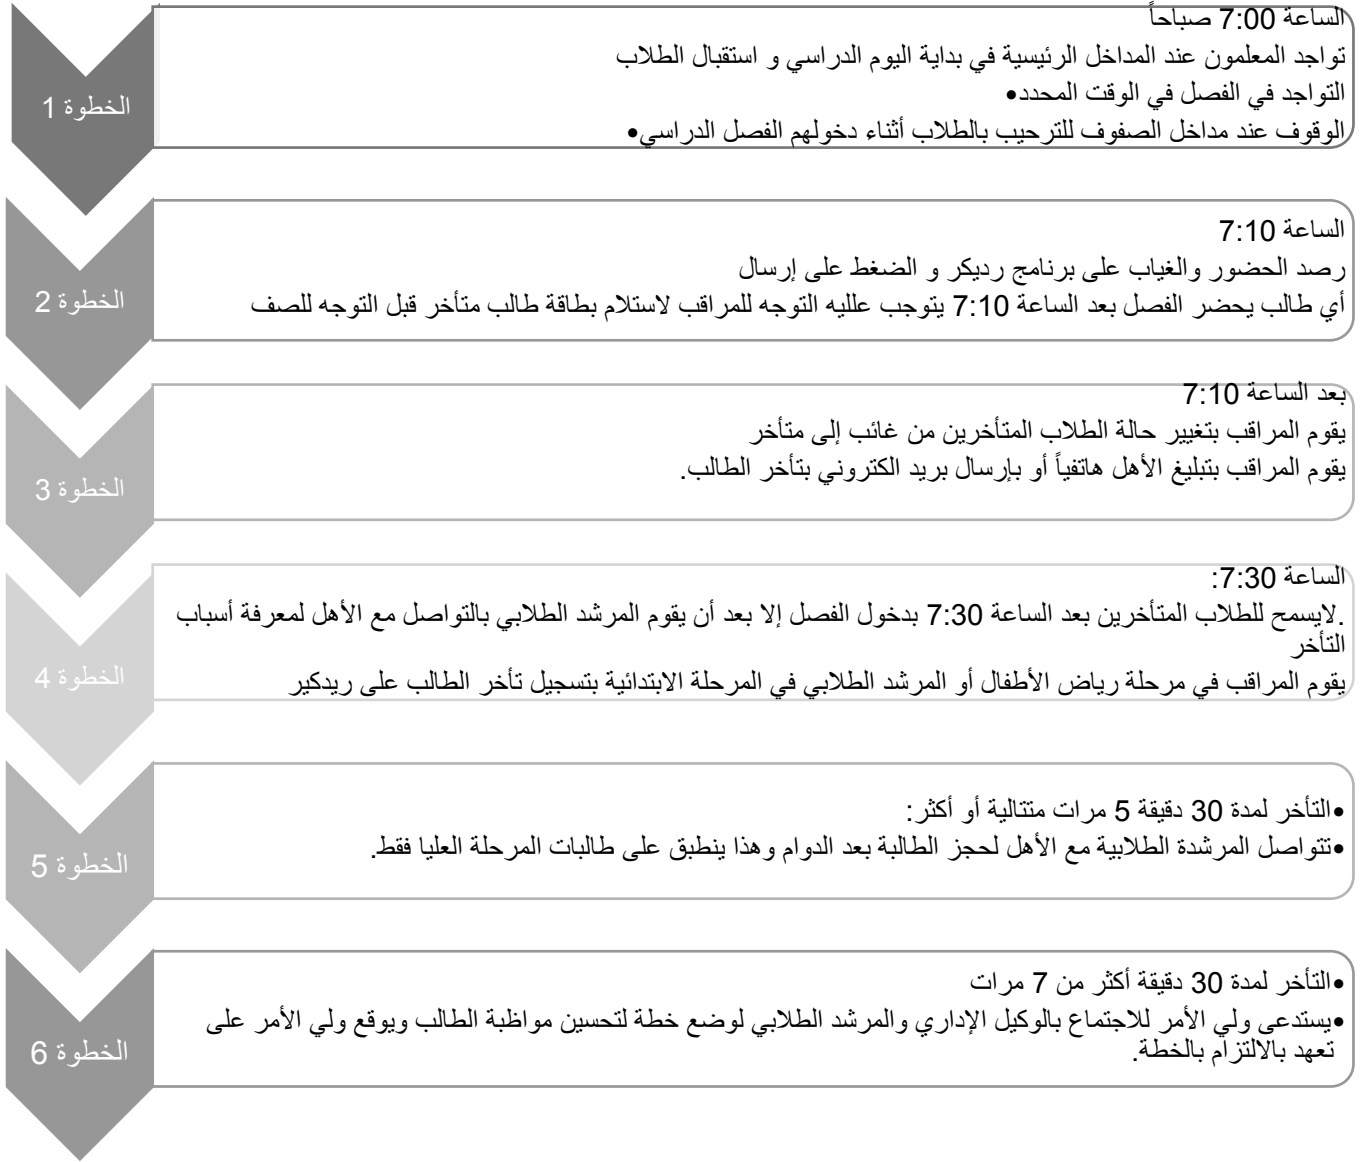 الخطوة 1
الساعة 7:00 صباحاً
تواجد المعلمون عند المداخل الرئيسية في بداية اليوم الدراسي و استقبال الطلاب
التواجد في الفصل في الوقت المحدد•
الوقوف عند مداخل الصفوف للترحيب بالطلاب أثناء دخولهم الفصل الدراسي•
الخطوة 2
الساعة 7:10
رصد الحضور والغياب على برنامج رديكر و الضغط على إرسال
أي طالب يحضر الفصل بعد الساعة 7:10 يتوجب علليه التوجه للمراقب لاستلام بطاقة طالب متأخر قبل التوجه للصف
الخطوة 3
بعد الساعة 7:10
يقوم المراقب بتغيير حالة الطلاب المتأخرين من غائب إلى متأخر
يقوم المراقب بتبليغ الأهل هاتفياً أو بإرسال بريد الكتروني بتأخر الطالب.
الخطوة 4
الساعة 7:30:
.لايسمح للطلاب المتأخرين بعد الساعة 7:30 بدخول الفصل إلا بعد أن يقوم المرشد الطلابي بالتواصل مع الأهل لمعرفة أسباب
التأخر
يقوم المراقب في مرحلة رياض الأطفال أو المرشد الطلابي في المرحلة الابتدائية بتسجيل تأخر الطالب على ريدكير
الخطوة 5
•التأخر لمدة 30 دقيقة 5 مرات متتالية أو أكثر:
•تتواصل المرشدة الطلابية مع الأهل لحجز الطالبة بعد الدوام وهذا ينطبق على طالبات المرحلة العليا فقط.
الخطوة 6
•التأخر لمدة 30 دقيقة أكثر من 7 مرات
•يستدعى ولي الأمر للاجتماع بالوكيل الإداري والمرشد الطلابي لوضع خطة لتحسين مواظبة الطالب ويوقع ولي الأمر على
تعهد بالالتزام بالخطة.